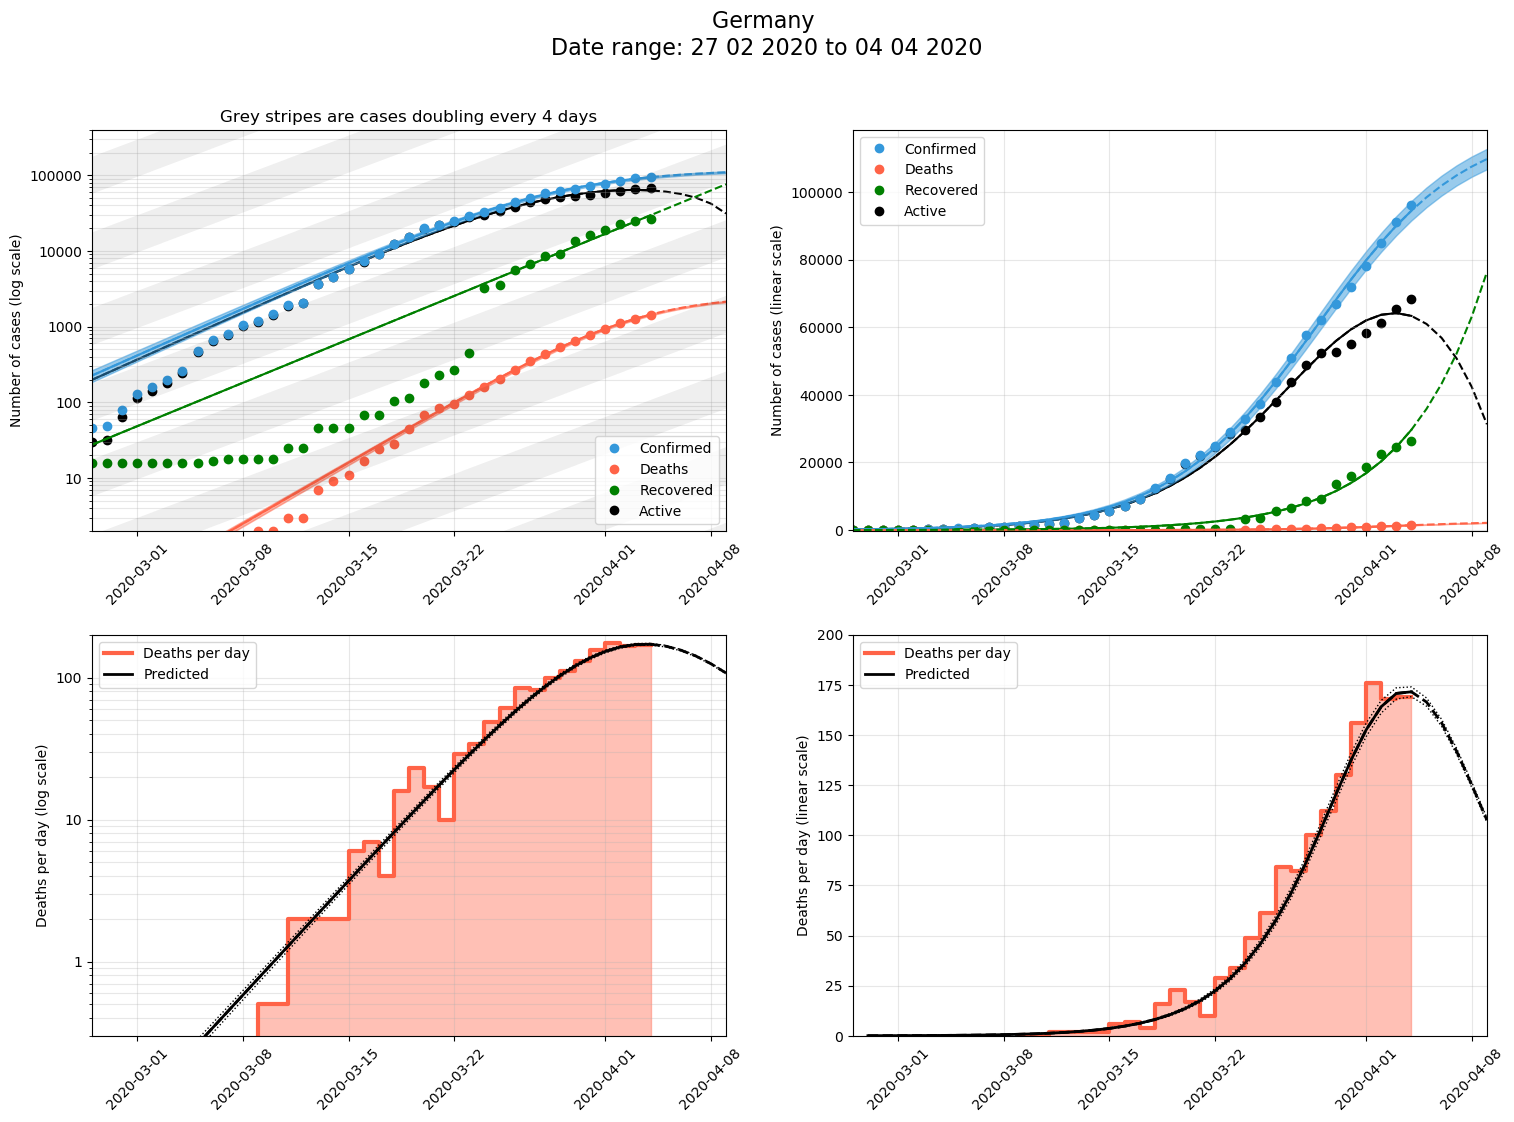 Germany
Date range: 27 02 2020 to 04 04 2020
Grey stripes are cases doubling every 4 days
Number of cases (log scale)
100000
10000
1000
100
10
Confirmed
Deaths
Recovered
Active
2020-03-01
2020-03-08
2020-03-15
2020-03-22
2020-04-01
2020-04-08
Number of cases (linear scale)
100000
80000
60000
40000
20000
0
Confirmed
Deaths
Recovered
Active
2020-03-01
2020-03-08
2020-03-15
2020-03-22
2020-04-01
2020-04-08
Deaths per day (log scale)
100
10
1
Deaths per day
Predicted
2020-03-01
2020-03-08
2020-03-15
2020-03-22
2020-04-01
2020-04-08
Deaths per day (linear scale)
200
175
150
125
100
75
50
25
0
Deaths per day
Predicted
2020-03-01
2020-03-08
2020-03-15
2020-03-22
2020-04-01
2020-04-08